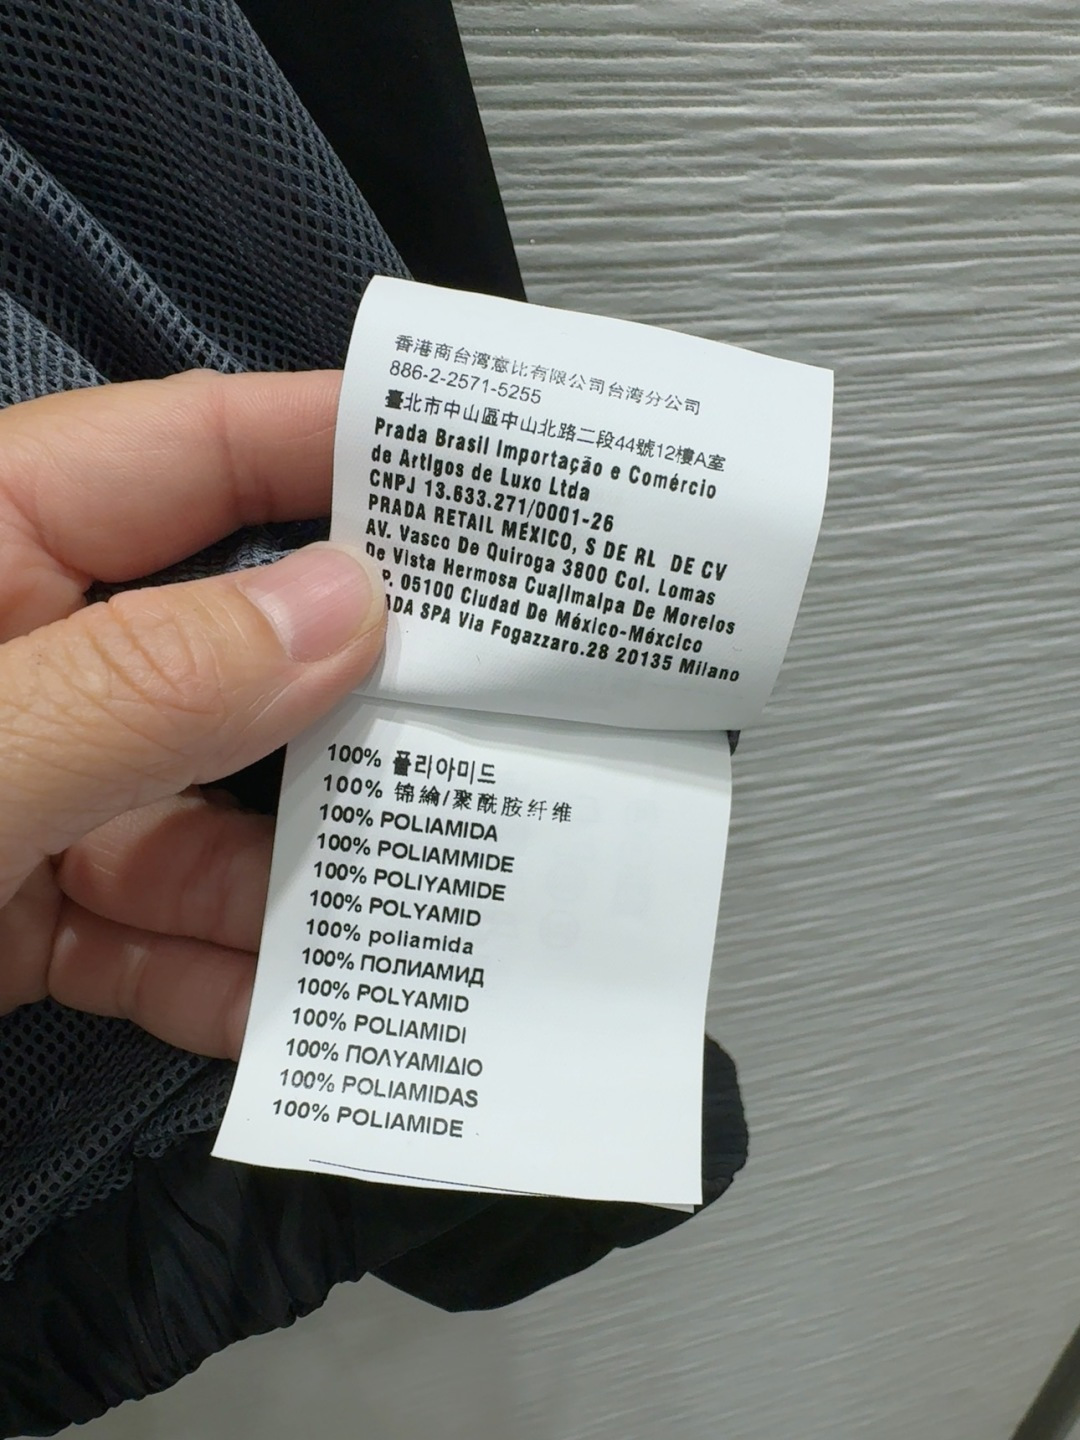 香港商台湾意比有限公司台湾分公司
886-2-2571-5255
臺北市中山區中山北路二段44號12樓A室
Prada Brasil Importação e Comércio
de Artigos de Luxo Ltda
CNPJ 13.633.271/0001-26
PRADA RETAIL MÉXICO, S DE RL DE CV
AV. Vasco De Quiroga 3800 Col. Lomas
De Vista Hermosa Cuajimalpa De Morelos
.P. 05100 Ciudad De México-Méxcico
ADA SPA Via Fogazzaro.28 20135 Milano
100% 폴리아미드
100% 锦綸/聚酰胺纤维
100% POLIAMIDA
100% POLIAMMIDE
100% POLIYAMIDE
100% POLYAMID
100% poliamida
100% ПОЛИАМИД
100% POLYAMID
100% POLIAMIDI
100% ΠΟΛΥΑΜΙΔΙΟ
100% POLIAMIDAS
100% POLIAMIDE